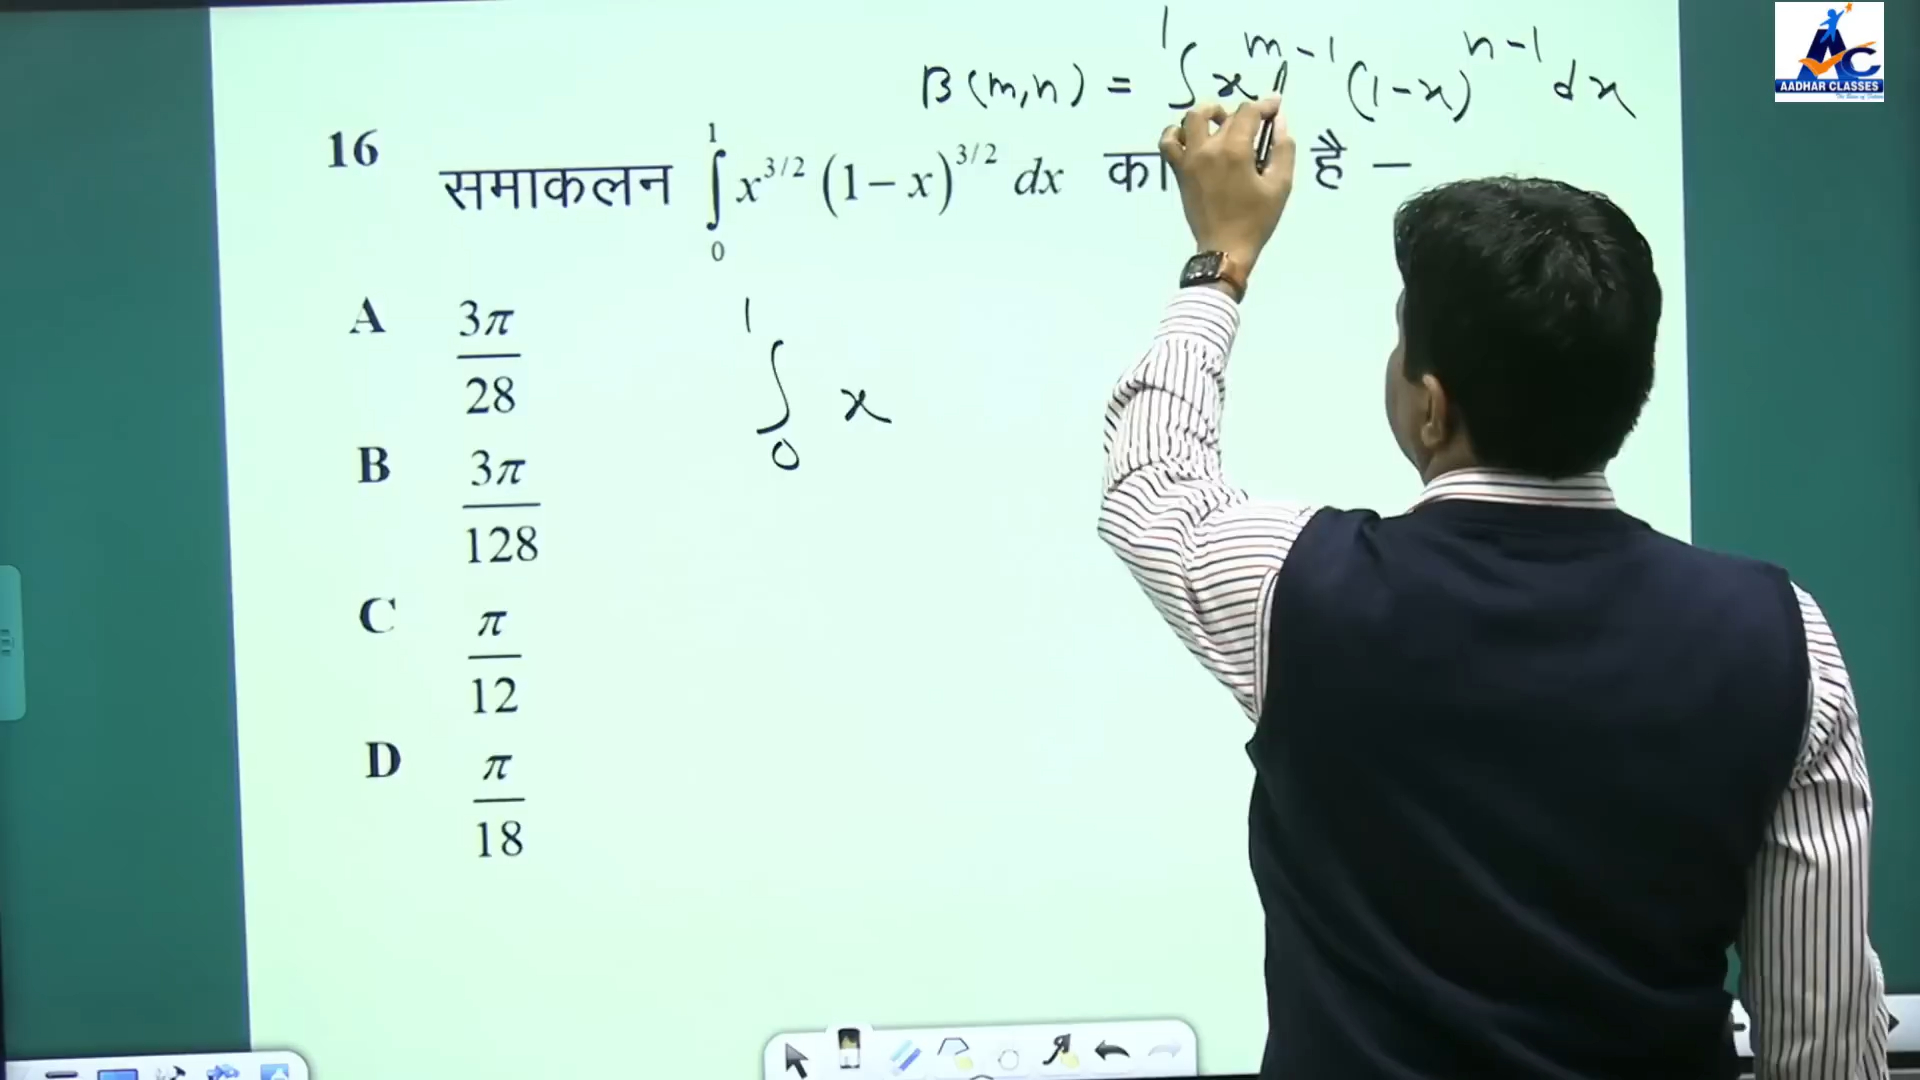 AADHAR CLASSES
B(m,n) = ∫¹ x^{m-1} (1-x)^{n-1} dx
16 समाकलन ∫₀¹ x^{3/2} (1-x)^{3/2} dx का है –
A 3π/28
B 3π/128
C π/12
D π/18
∫₀¹ x